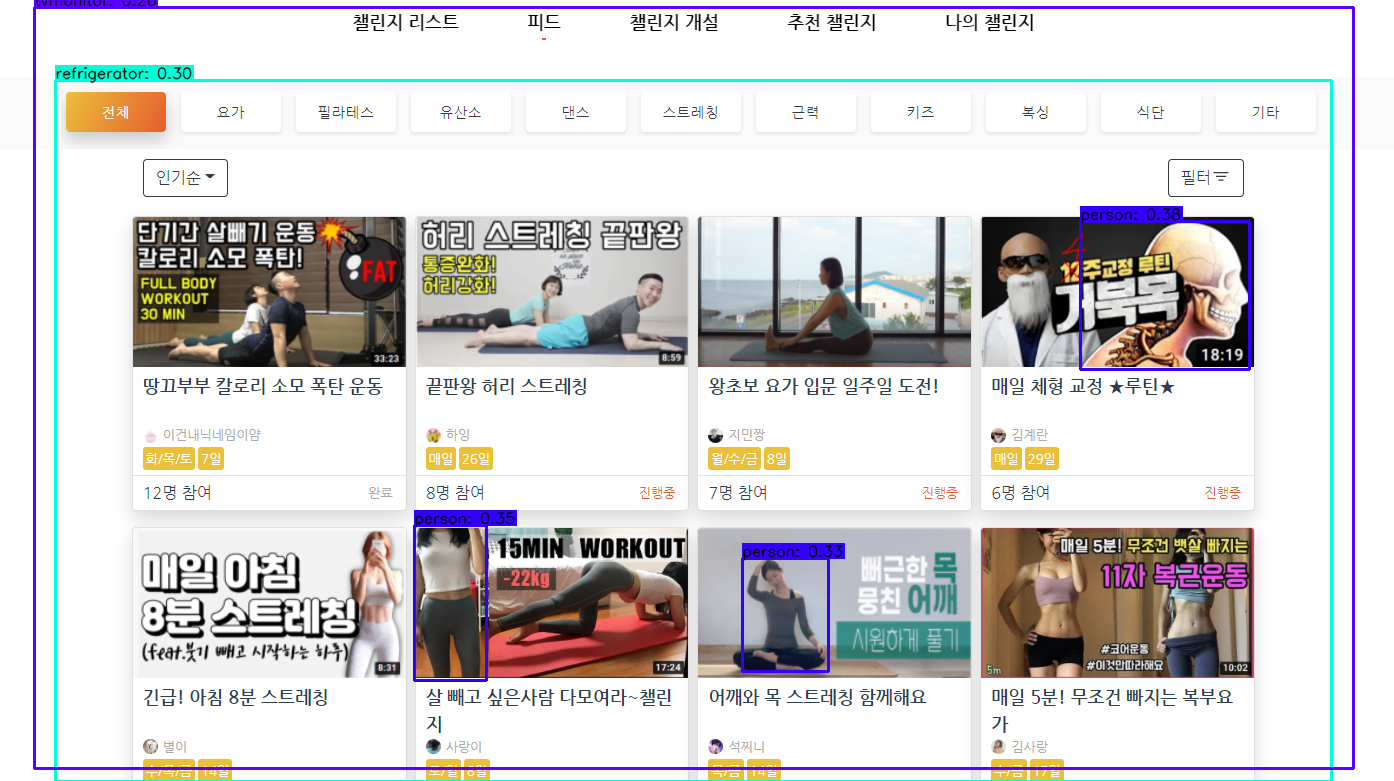 tvmonitor: 0.26
챌린지 리스트 피드 챌린지 개설 추천 챌린지 나의 챌린지
refrigerator: 0.30
전체 요가 필라테스 유산소 댄스 스트레칭 근력 키즈 복싱 식단 기타
인기순 필터
person: 0.38
단기간 살빼기 운동
칼로리 소모 폭탄!
FAT
FULL BODY
WORKOUT
30 MIN
33:23
허리 스트레칭 끝판왕
통증완화!
허리강화!
8:59
12주교정 루틴
4
거북목
18:19
땅끄부부 칼로리 소모 폭탄 운동
이건내닉네임이얌
화/목/토 7일
12명 참여 완료
끝판왕 허리 스트레칭
하잉
매일 26일
8명 참여 진행중
왕초보 요가 입문 일주일 도전!
지민짱
월/수/금 8일
7명 참여 진행중
매일 체형 교정 ★루틴★
김계란
매일 29일
6명 참여 진행중
매일 아침
8분 스트레칭
(feat.붓기 빼고 시작하는 하루)
8:31
person: 0.35
15MIN WORKOUT
-22kg
17:24
person: 0.33
뻐근한 목
뭉친 어깨
시원하게 풀기
매일 5분! 무조건 뱃살 빠지는
11자 복근운동
#코어운동
#이것만따라해요
5m
10:02
긴급! 아침 8분 스트레칭
별이
수/목/금 14일
살 빼고 싶은사람 다모여라~챌린
지
사랑이
토/일 8일
어깨와 목 스트레칭 함께해요
석찌니
목/금 14일
매일 5분! 무조건 빠지는 복부요
가
김사랑
수/금 17일